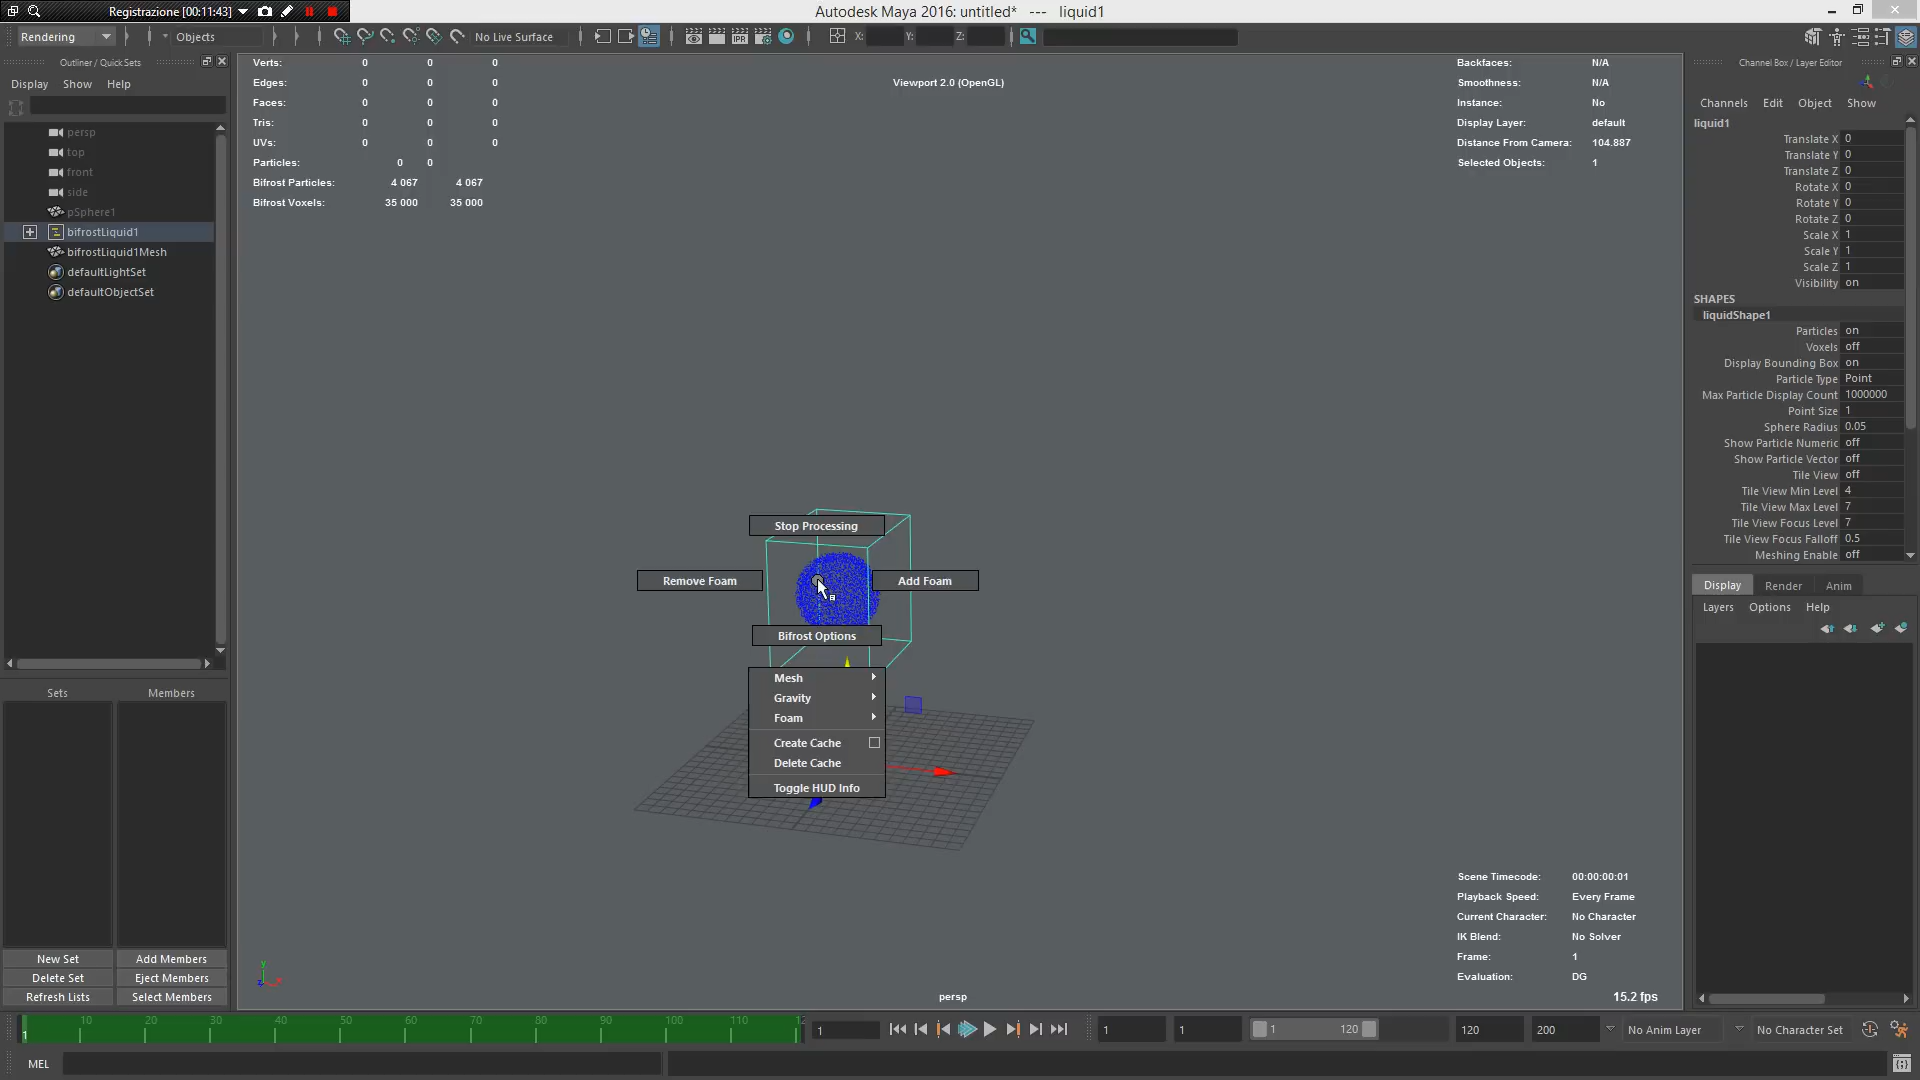 Registrazione [00:11:43]
Autodesk Maya 2016: untitled* --- liquid1
Rendering
Objects
No Live Surface
X:
Y:
Z:
Outliner / Quick Sets
Display Show Help
persp
top
front
side
pSphere1
bifrostLiquid1
bifrostLiquid1Mesh
defaultLightSet
defaultObjectSet
Sets
Members
New Set
Add Members
Delete Set
Eject Members
Refresh Lists
Select Members
Verts: 0 0 0
Edges: 0 0 0
Faces: 0 0 0
Tris: 0 0 0
UVs: 0 0 0
Particles: 0 0
Bifrost Particles: 4 067 4 067
Bifrost Voxels: 35 000 35 000
Viewport 2.0 (OpenGL)
Backfaces: N/A
Smoothness: N/A
Instance: No
Display Layer: default
Distance From Camera: 104.887
Selected Objects: 1
Stop Processing
Remove Foam
Add Foam
Bifrost Options
Mesh
Gravity
Foam
Create Cache
Delete Cache
Toggle HUD Info
Scene Timecode: 00:00:00:01
Playback Speed: Every Frame
Current Character: No Character
IK Blend: No Solver
Frame: 1
Evaluation: DG
15.2 fps
persp
y
Channel Box / Layer Editor
Channels Edit Object Show
liquid1
Translate X 0
Translate Y 0
Translate Z 0
Rotate X 0
Rotate Y 0
Rotate Z 0
Scale X 1
Scale Y 1
Scale Z 1
Visibility on
SHAPES
liquidShape1
Particles on
Voxels off
Display Bounding Box on
Particle Type Point
Max Particle Display Count 1000000
Point Size 1
Sphere Radius 0.05
Show Particle Numeric off
Show Particle Vector off
Tile View off
Tile View Min Level 4
Tile View Max Level 7
Tile View Focus Level 7
Tile View Focus Falloff 0.5
Meshing Enable off
Display Render Anim
Layers Options Help
1 10 20 30 40 50 60 70 80 90 100 110 12
1
1
1
1 120
120
200
No Anim Layer
No Character Set
MEL